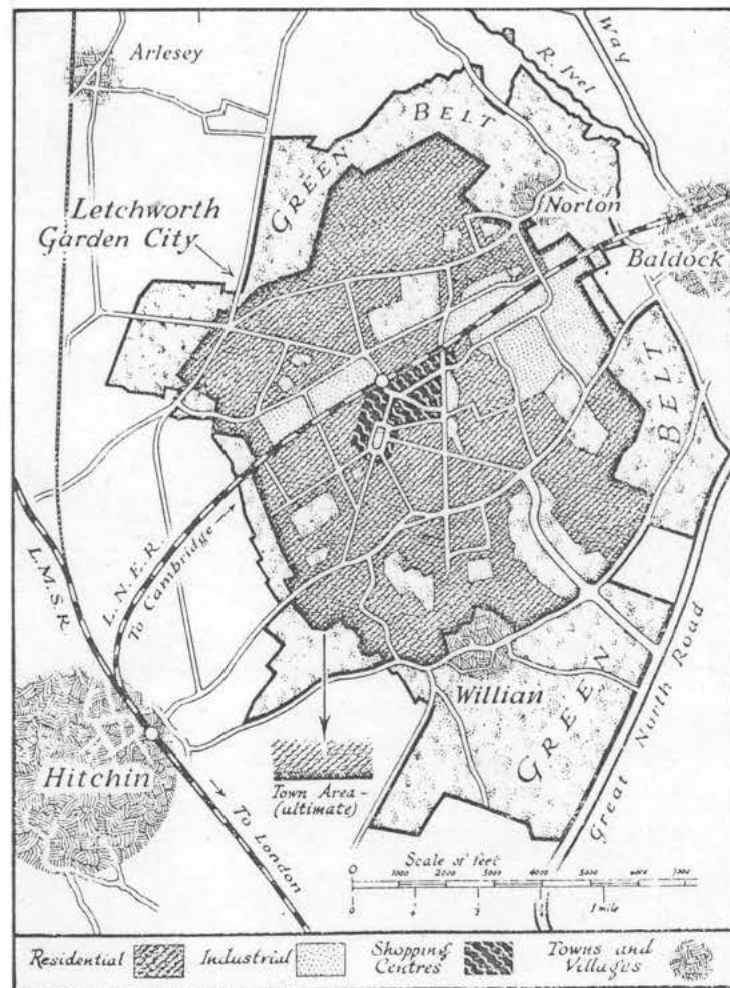 Arlesey
Way
R. Ivel
GREEN BELT
Letchworth
Garden City
Norton
Baldock
BELT
L.M.S.R.
L.N.E.R.
To Cambridge
GREEN
Willian
Great North Road
Hitchin
To London
Town Area -
(ultimate)
Scale of feet
0 1000 2000 3000 4000 5000 6000 7000
0 1 mile
Residential Industrial Shopping
Centres Towns and
Villages